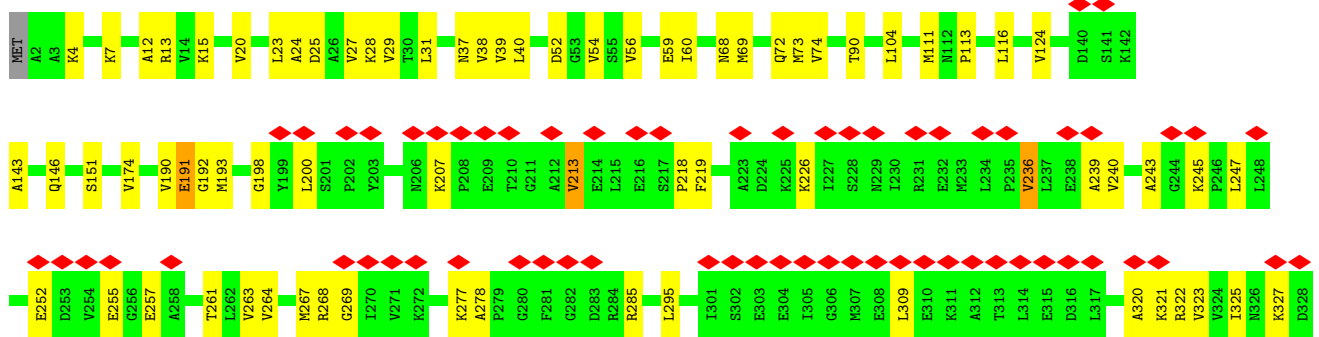 MET A2 A3 K4 K7 A12 R13 V14 K15 V20 L23 A24 D25 A26 V27 K28 V29 T30 L31 N37 V38 V39 L40 D52 G53 V54 S55 V56 E59 I60 N68 M69 Q72 M73 V74 T90 L104 M111 N112 P113 L116 V124 D140 S141 K142
A143 Q146 S151 V174 V190 E191 G192 M193 G198 Y199 L200 S201 P202 Y203 N206 K207 P208 E209 T210 G211 A212 V213 E214 L215 E216 S217 P218 F219 A223 D224 K225 K226 I227 S228 N229 I230 R231 E232 M233 L234 P235 V236 L237 E238 A239 V240 A243 G244 K245 P246 L247 L248
E252 D253 V254 E255 G256 E257 A258 T261 L262 V263 V264 M267 R268 G269 I270 V271 K272 K277 A278 P279 G280 F281 G282 D283 R284 R285 L295 I301 S302 E303 E304 I305 G306 M307 E308 L309 E310 K311 A312 T313 L314 E315 D316 L317 A320 K321 R322 V323 V324 I325 N326 K327 D328